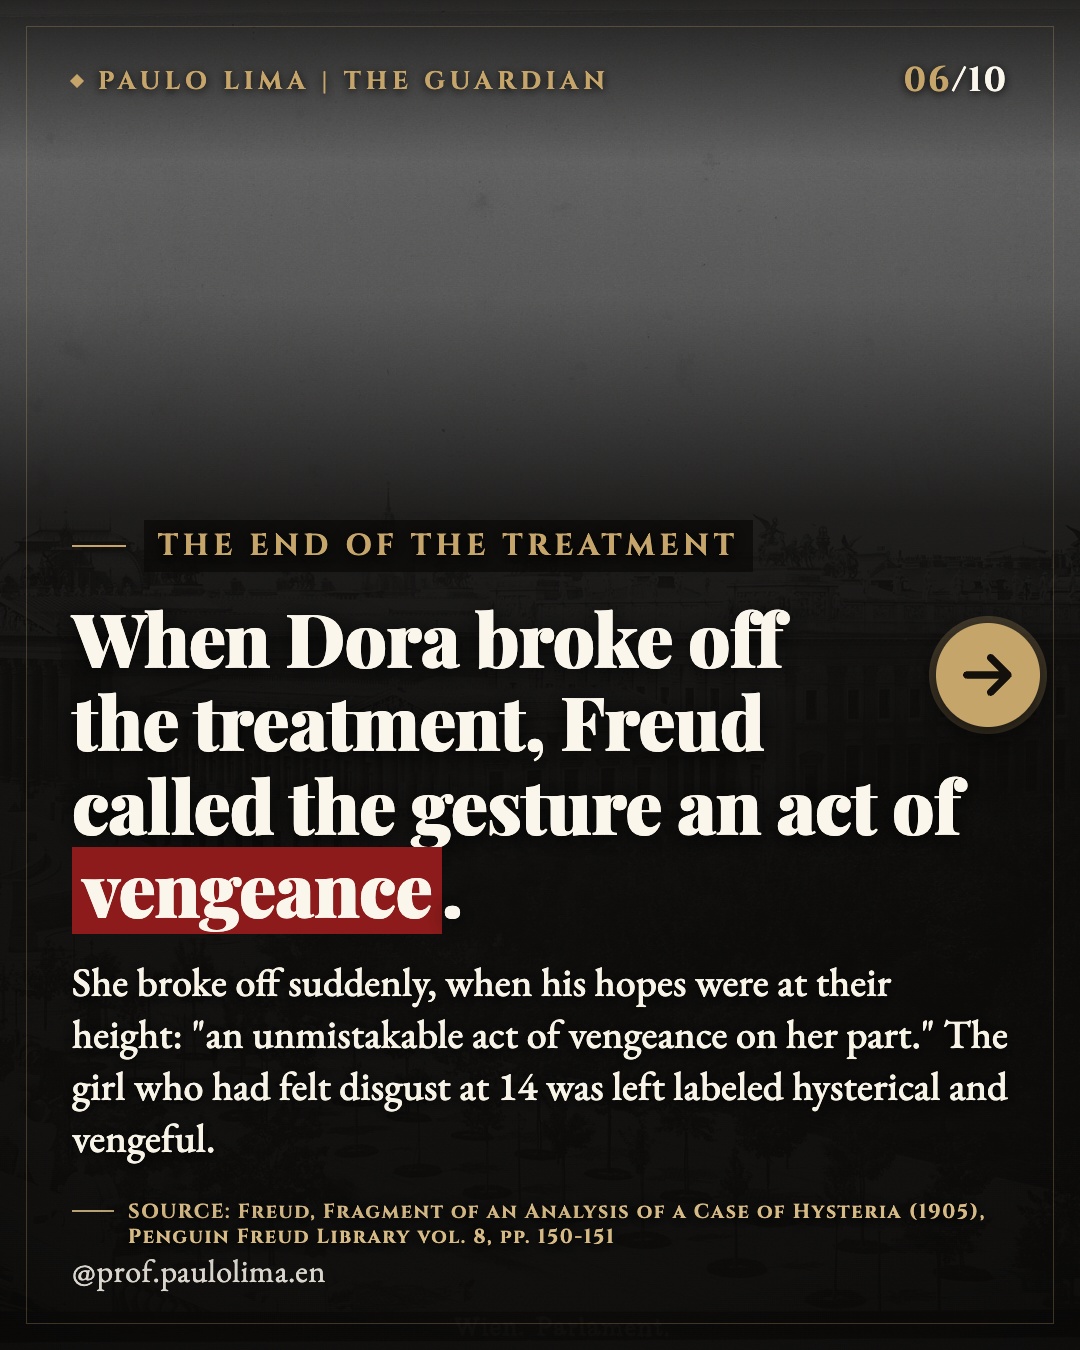 ◆ PAULO LIMA | THE GUARDIAN
06/10
THE END OF THE TREATMENT
When Dora broke off
the treatment, Freud
called the gesture an act of
vengeance.
She broke off suddenly, when his hopes were at their
height: "an unmistakable act of vengeance on her part." The
girl who had felt disgust at 14 was left labeled hysterical and
vengeful.
SOURCE: Freud, Fragment of an Analysis of a Case of Hysteria (1905),
Penguin Freud Library vol. 8, pp. 150-151
@prof.paulolima.en
Wien. Parlament.